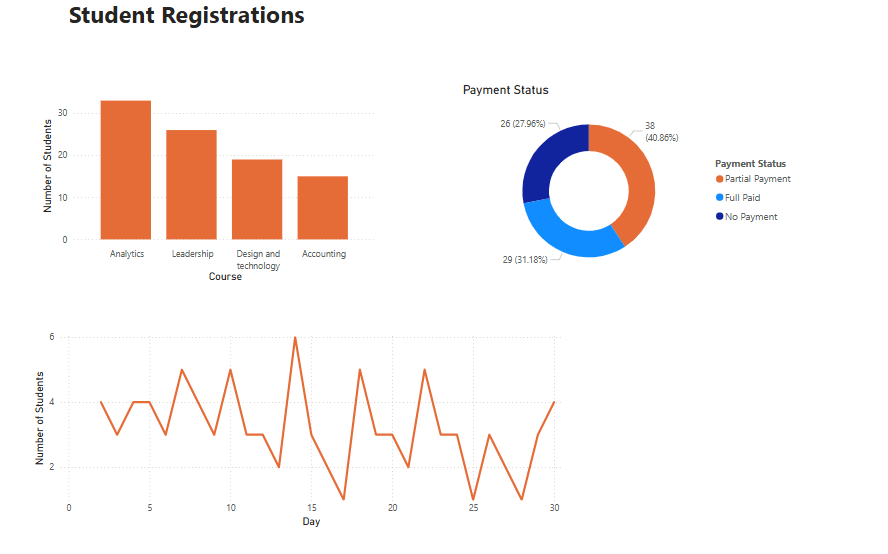 Student Registrations
Number of Students
30
20
10
0
Analytics
Leadership
Design and
technology
Accounting
Course
Payment Status
26 (27.96%)
38
(40.86%)
29 (31.18%)
Payment Status
Partial Payment
Full Paid
No Payment
Number of Students
6
4
2
0
5
10
15
20
25
30
Day